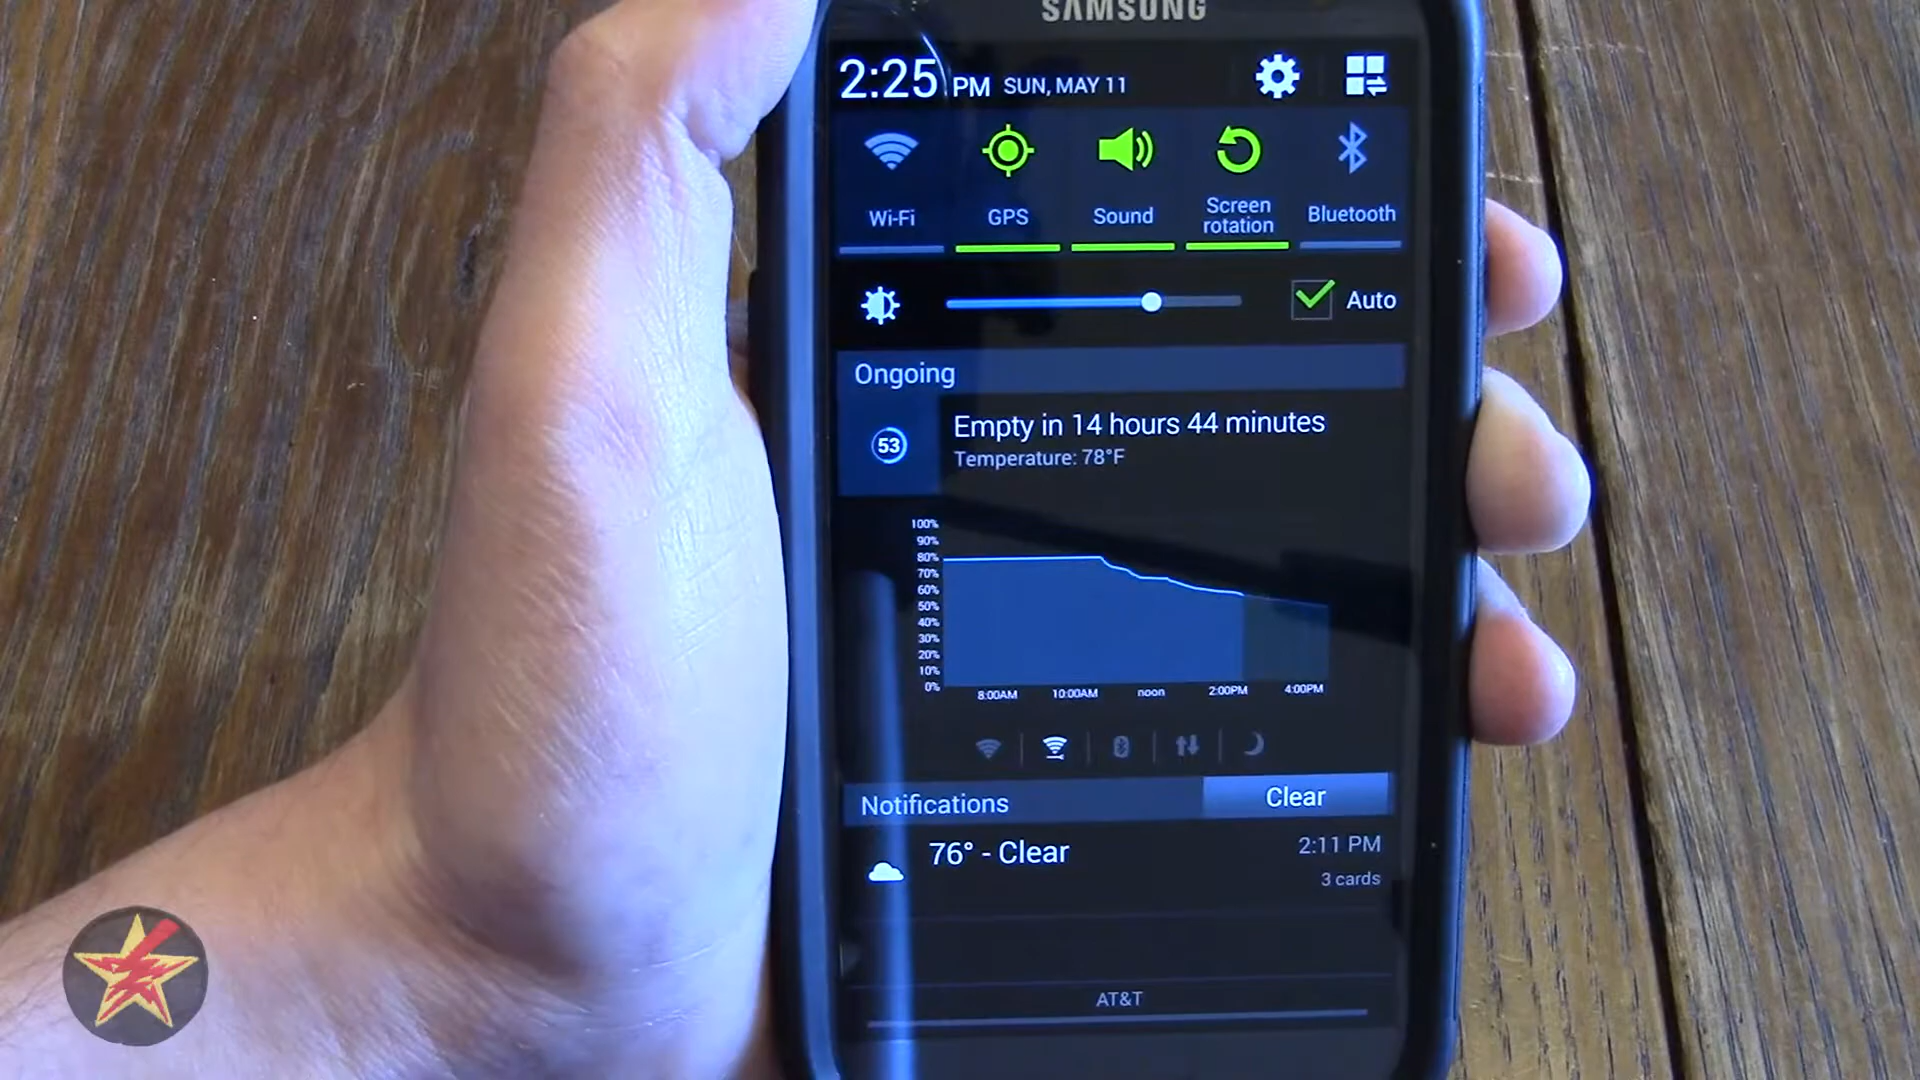 SAMSUNG
2:25 PM SUN, MAY 11
Wi-Fi GPS Sound Screen rotation Bluetooth
Auto
Ongoing
53
Empty in 14 hours 44 minutes
Temperature: 78°F
100%
90%
80%
70%
60%
50%
40%
30%
20%
10%
0%
8:00AM 10:00AM noon 2:00PM 4:00PM
Notifications Clear
76° - Clear 2:11 PM
3 cards
AT&T